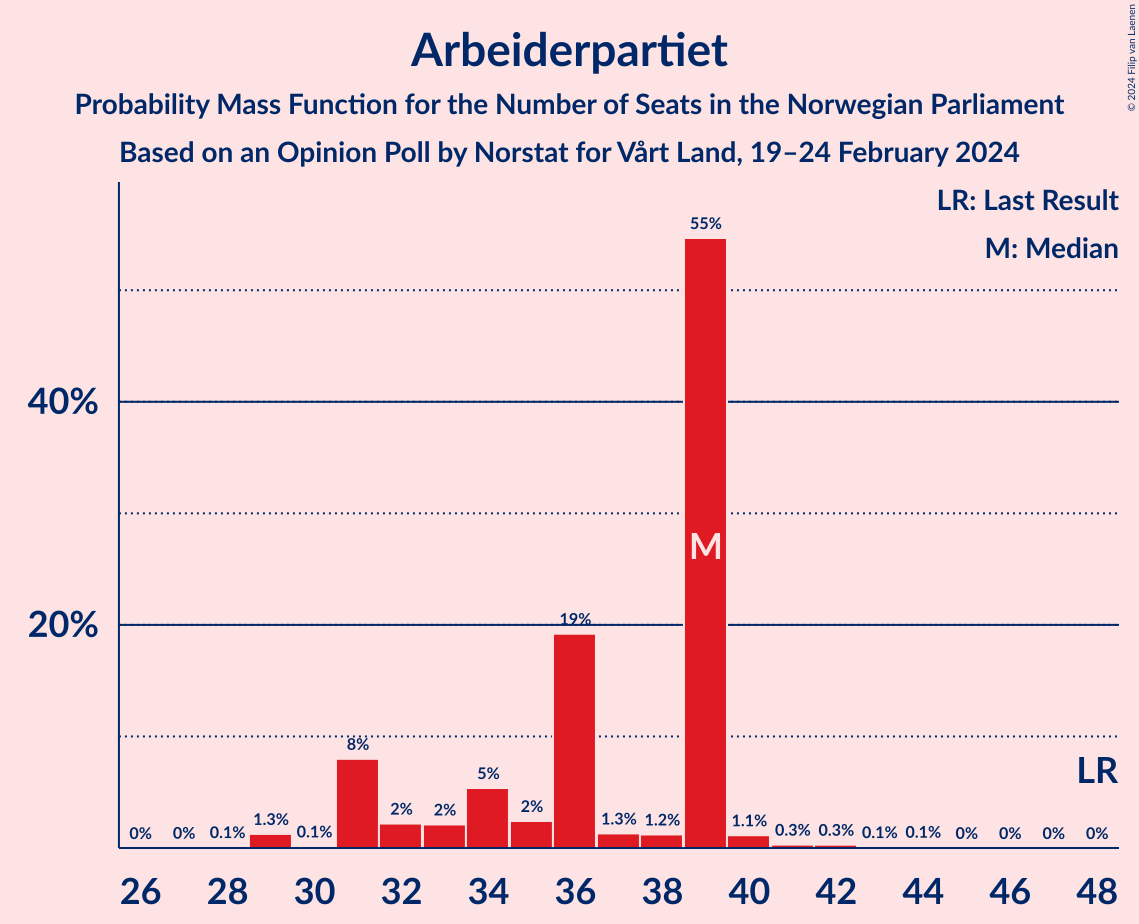 Arbeiderpartiet
Probability Mass Function for the Number of Seats in the Norwegian Parliament
Based on an Opinion Poll by Norstat for Vårt Land, 19–24 February 2024
© 2024 Filip van Laenen
LR: Last Result
M: Median
55%
40%
M
20%
19%
8%
LR
5%
0% 0% 0.1% 1.3% 0.1% 2% 2% 2% 1.3% 1.2% 1.1% 0.3% 0.3% 0.1% 0.1% 0% 0% 0% 0%
26 28 30 32 34 36 38 40 42 44 46 48